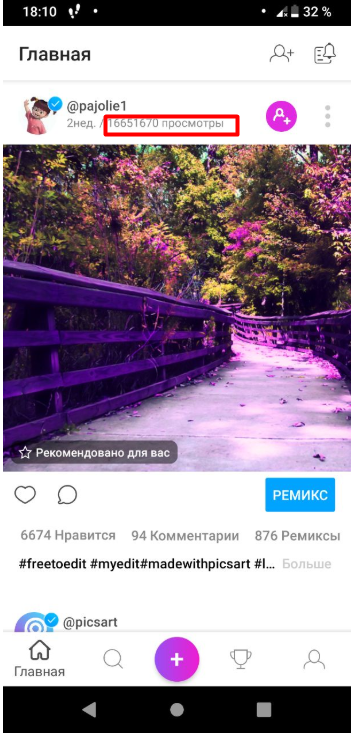 18:10 • • 32 %
Главная
@pajolie1
2нед. / 16651670 просмотры
Рекомендовано для вас
РЕМИКС
6674 Нравится 94 Комментарии 876 Ремиксы
#freetoedit #myedit#madewithpicsart #l... Больше
@picsart
Главная